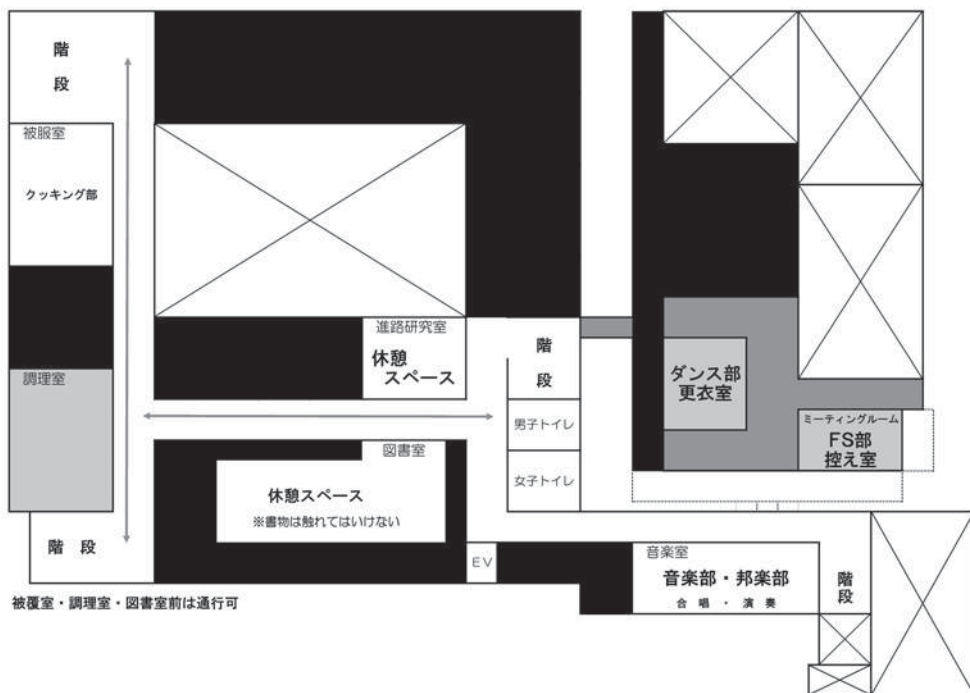 階
段
被服室
クッキング部
調理室
階 段
進路研究室
休憩
スペース
図書室
休憩スペース
※書物は触れてはいけない
階
段
男子トイレ
女子トイレ
EV
ダンス部
更衣室
ミーティングルーム
FS部
控え室
音楽室
音楽部・邦楽部
合 唱 ・ 演 奏
階
段
被覆室・調理室・図書室前は通行可